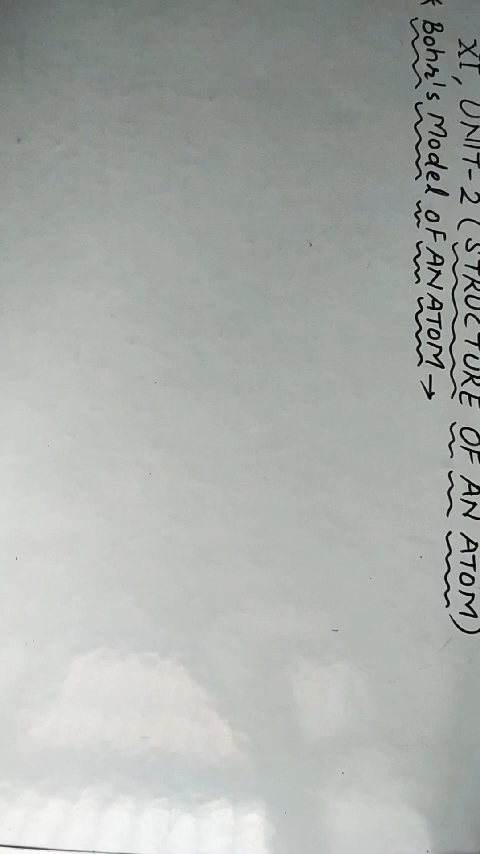 XI, UNIT-2 (STRUCTURE OF AN ATOM)
* Bohr's Model OF AN ATOM →